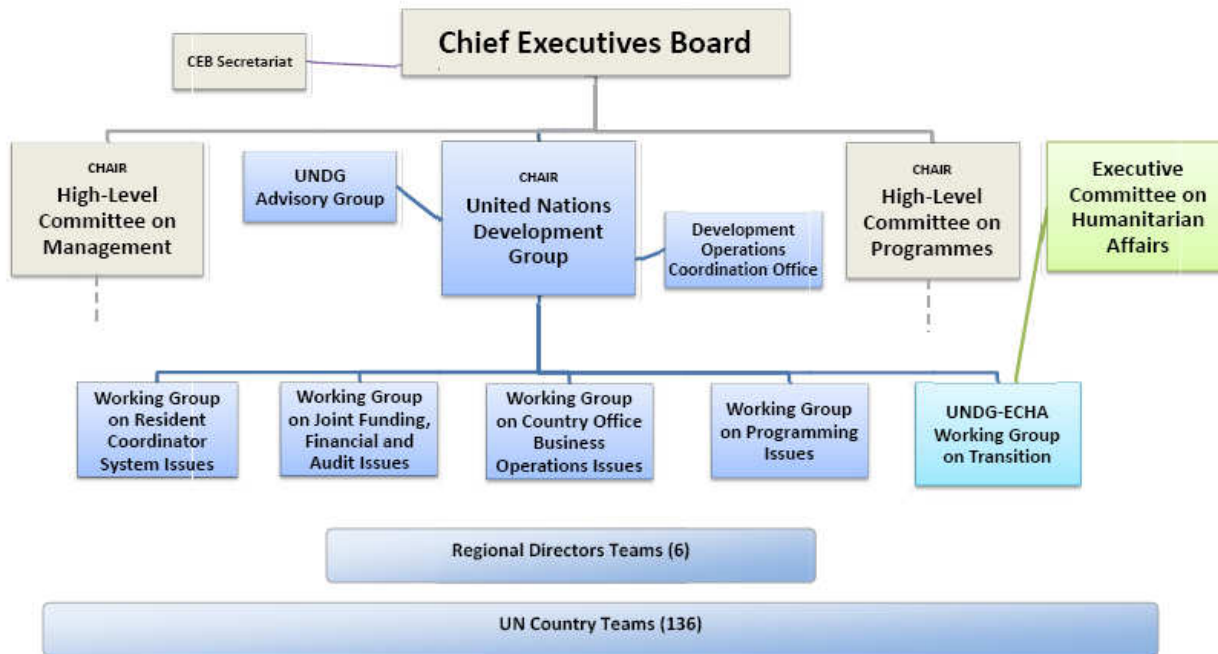 Chief Executives Board
CEB Secretariat
CHAIR
High-Level
Committee on
Management
UNDG
Advisory Group
CHAIR
United Nations
Development
Group
Development
Operations
Coordination Office
CHAIR
High-Level
Committee on
Programmes
Executive
Committee on
Humanitarian
Affairs
Working Group
on Resident
Coordinator
System Issues
Working Group
on Joint Funding,
Financial and
Audit Issues
Working Group
on Country Office
Business
Operations Issues
Working Group
on Programming
Issues
UNDG-ECHA
Working Group
on Transition
Regional Directors Teams (6)
UN Country Teams (136)